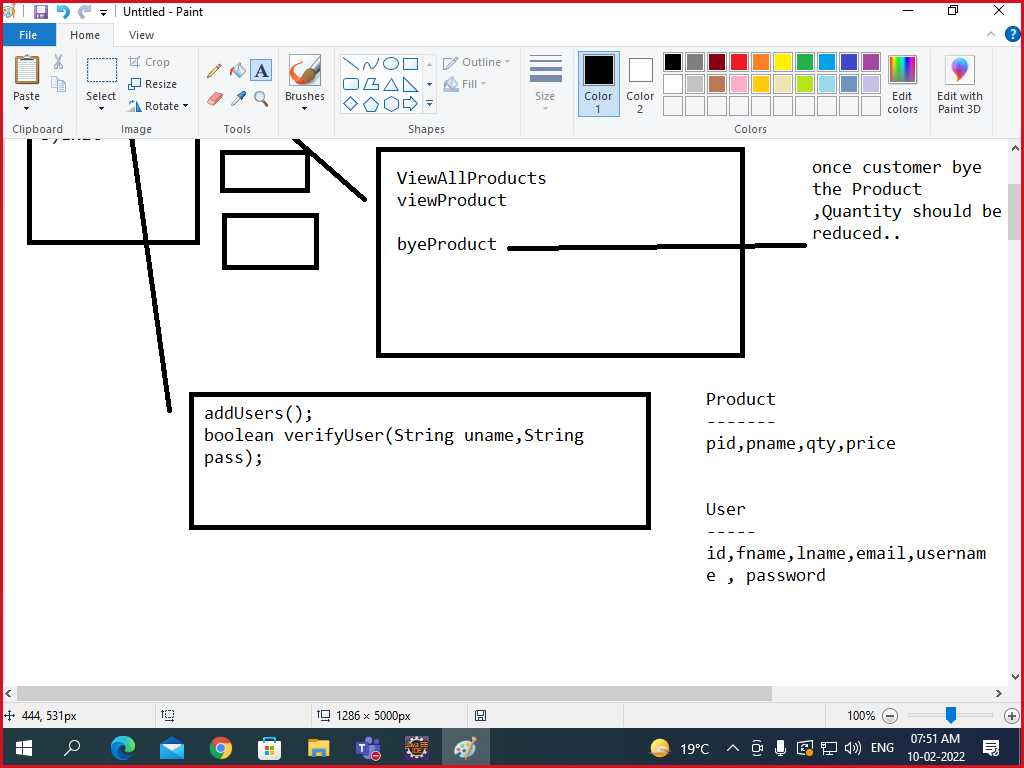 Untitled - Paint
File
Home
View
Paste
Select
Crop
Resize
Rotate
Brushes
Outline
Fill
Size
Color
1
Color
2
Edit
colors
Edit with
Paint 3D
Clipboard
Image
Tools
Shapes
Colors
ViewAllProducts
viewProduct
byeProduct
once customer bye
the Product
,Quantity should be
reduced..
addUsers();
boolean verifyUser(String uname,String
pass);
Product
-------
pid,pname,qty,price
User
-----
id,fname,lname,email,usernam
e , password
444, 531px
1286 × 5000px
100%
19°C
ENG
07:51 AM
10-02-2022